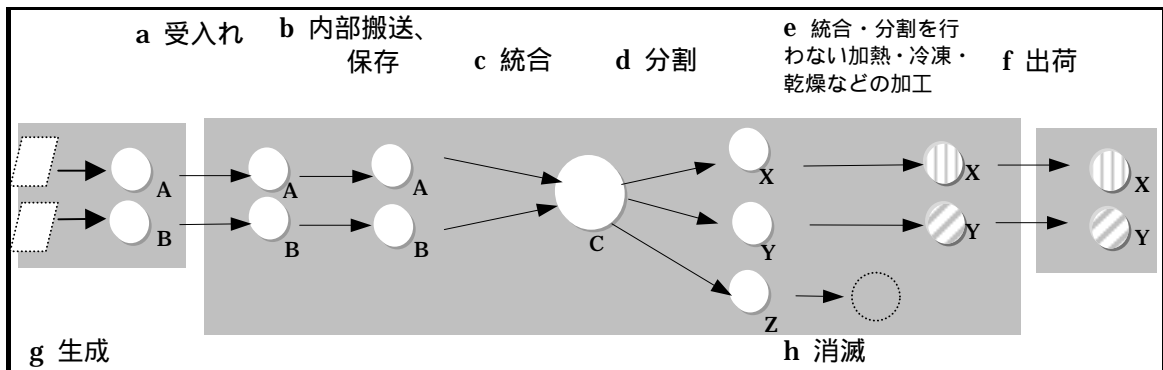 a 受入れ
b 内部搬送、
保存
c 統合
d 分割
e 統合・分割を行
わない加熱・冷凍・
乾燥などの加工
f 出荷
A
A
A
X
X
X
B
B
B
C
Y
Y
Y
Z
g 生成
h 消滅